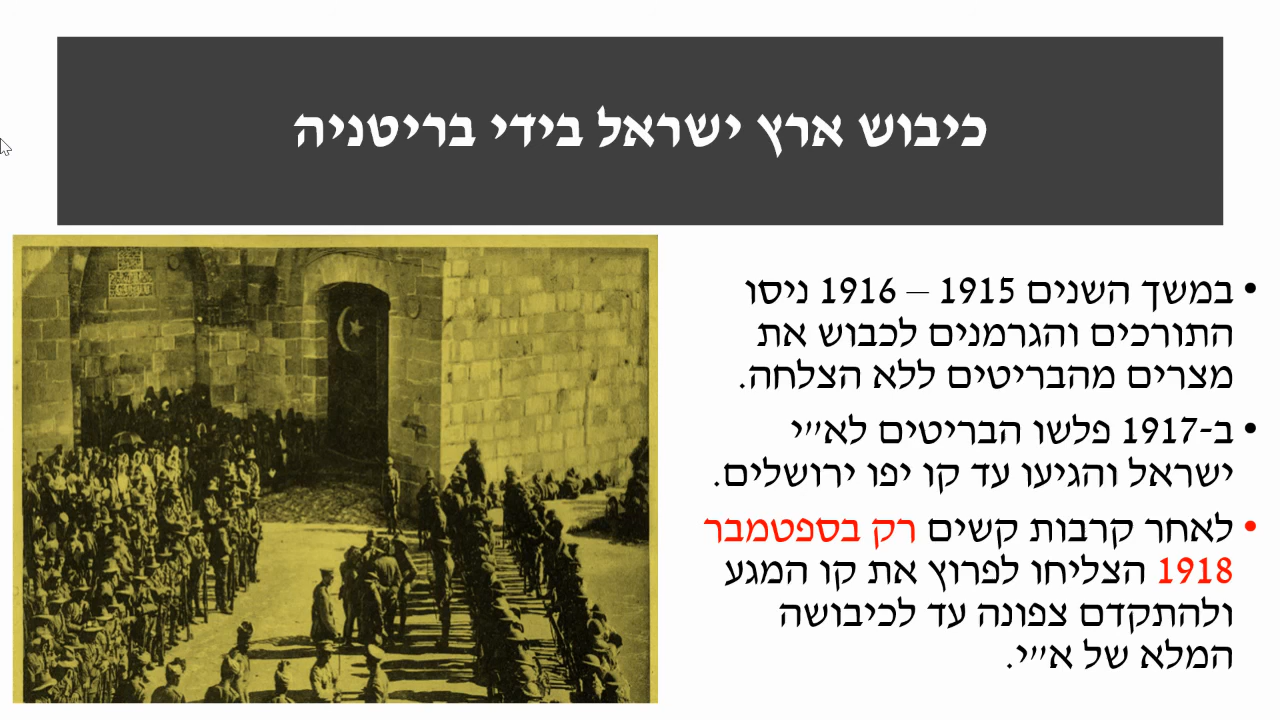 כיבוש ארץ ישראל בידי בריטניה
• במשך השנים 1915 – 1916 ניסו
התורכים והגרמנים לכבוש את
מצרים מהבריטים ללא הצלחה.
• ב-1917 פלשו הבריטים לא״י
ישראל והגיעו עד קו יפו ירושלים.
• לאחר קרבות קשים רק בספטמבר
1918 הצליחו לפרוץ את קו המגע
ולהתקדם צפונה עד לכיבושה
המלא של א״י.